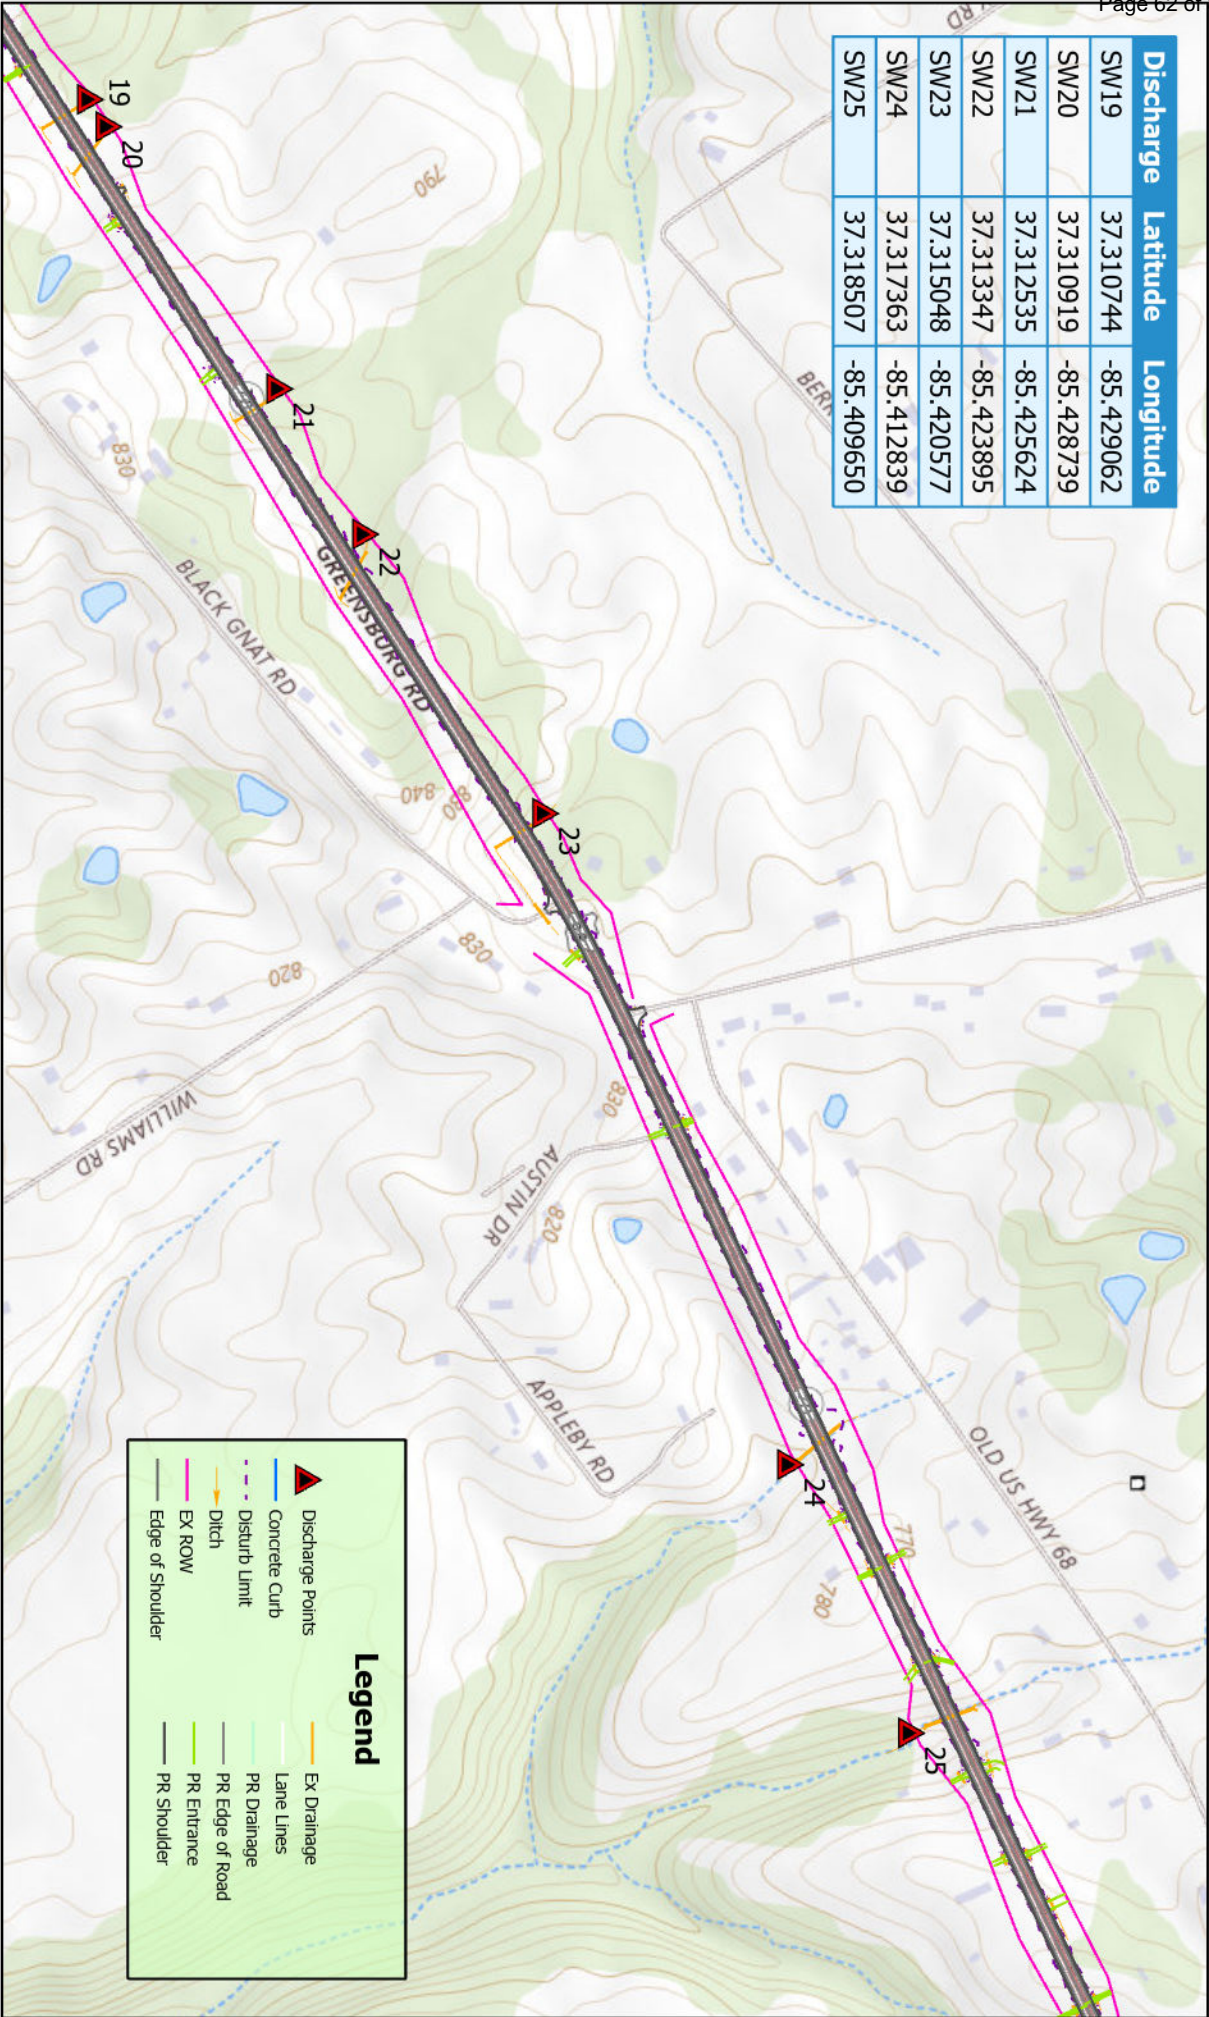 Page 62 of
Discharge Latitude Longitude
SW19 37.310744 -85.429062
SW20 37.310919 -85.428739
SW21 37.312535 -85.425624
SW22 37.313347 -85.423895
SW23 37.315048 -85.420577
SW24 37.317363 -85.412839
SW25 37.318507 -85.409650
RD
19
20
21
22
23
24
25
790
830
BERR
BLACK GNAT RD
GREENSBURG RD
840
830
820
WILLIAMS RD
830
AUSTIN DR
820
APPLEBY RD
OLD US HWY 68
770
780
Legend
Discharge Points
Concrete Curb
Disturb Limit
Ditch
EX ROW
Edge of Shoulder
Ex Drainage
Lane Lines
PR Drainage
PR Edge of Road
PR Entrance
PR Shoulder